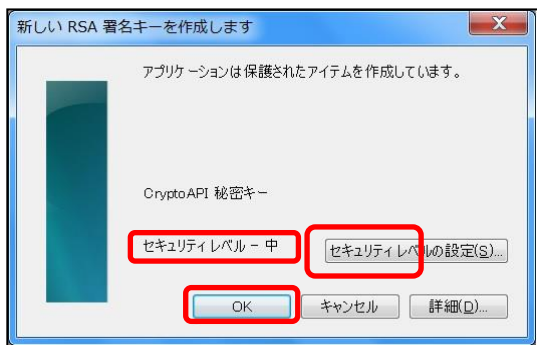 新しい RSA 署名キーを作成します
アプリケーションは保護されたアイテムを作成しています。
CryptoAPI 秘密キー
セキュリティ レベル - 中
セキュリティ レベルの設定(S)...
OK
キャンセル
詳細(D)...